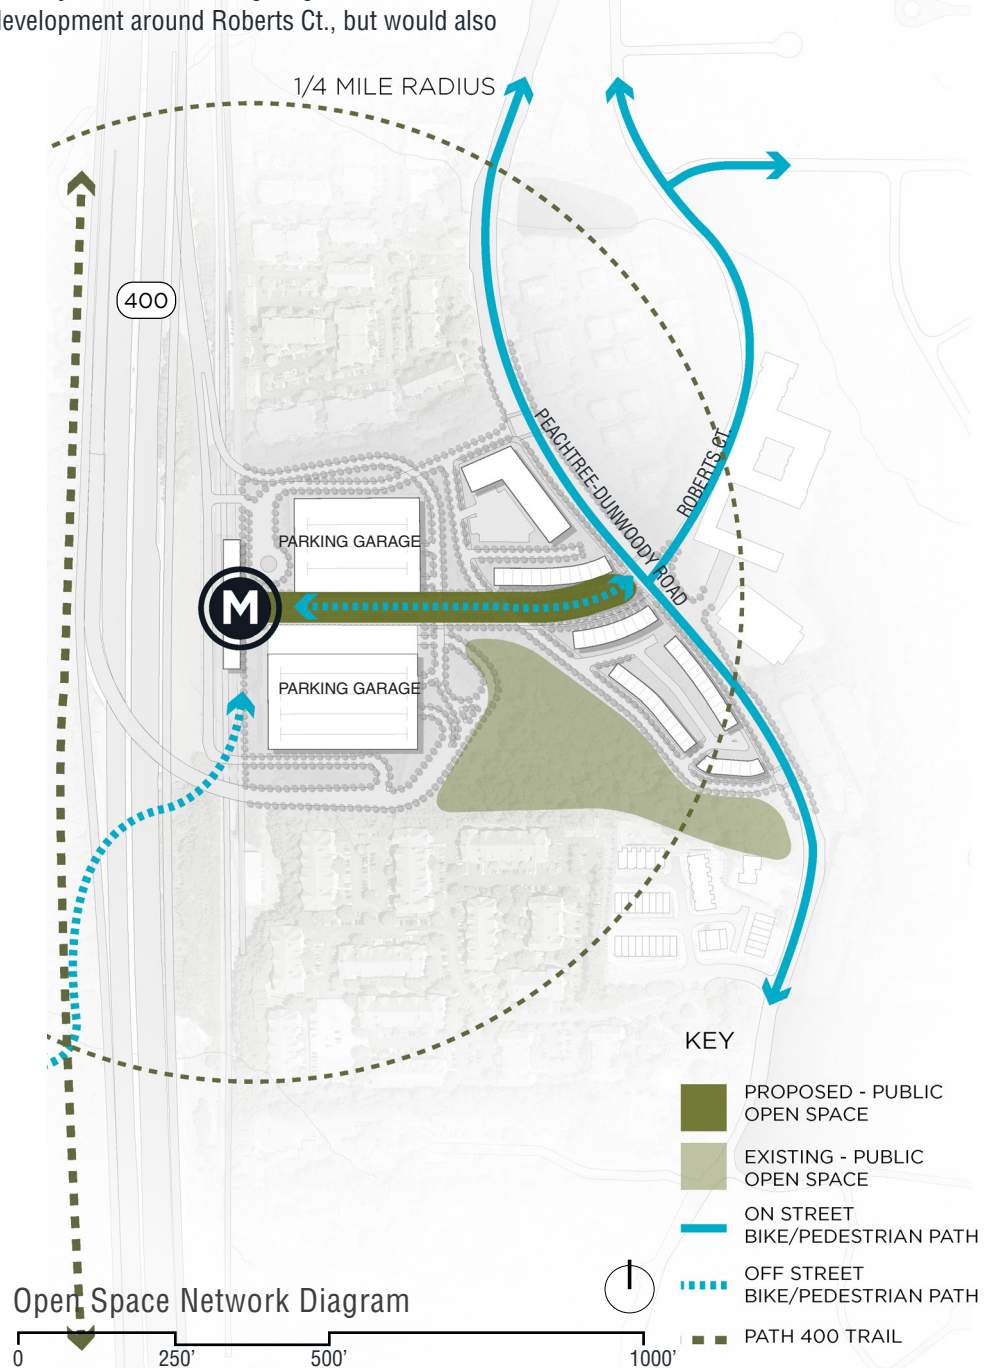 development around Roberts Ct., but would also
1/4 MILE RADIUS
400
PEACHTREE-DUNWOODY ROAD
ROBERTS CT.
PARKING GARAGE
M
PARKING GARAGE
KEY
PROPOSED - PUBLIC
OPEN SPACE
EXISTING - PUBLIC
OPEN SPACE
ON STREET
BIKE/PEDESTRIAN PATH
OFF STREET
BIKE/PEDESTRIAN PATH
PATH 400 TRAIL
Open Space Network Diagram
0 250' 500' 1000'